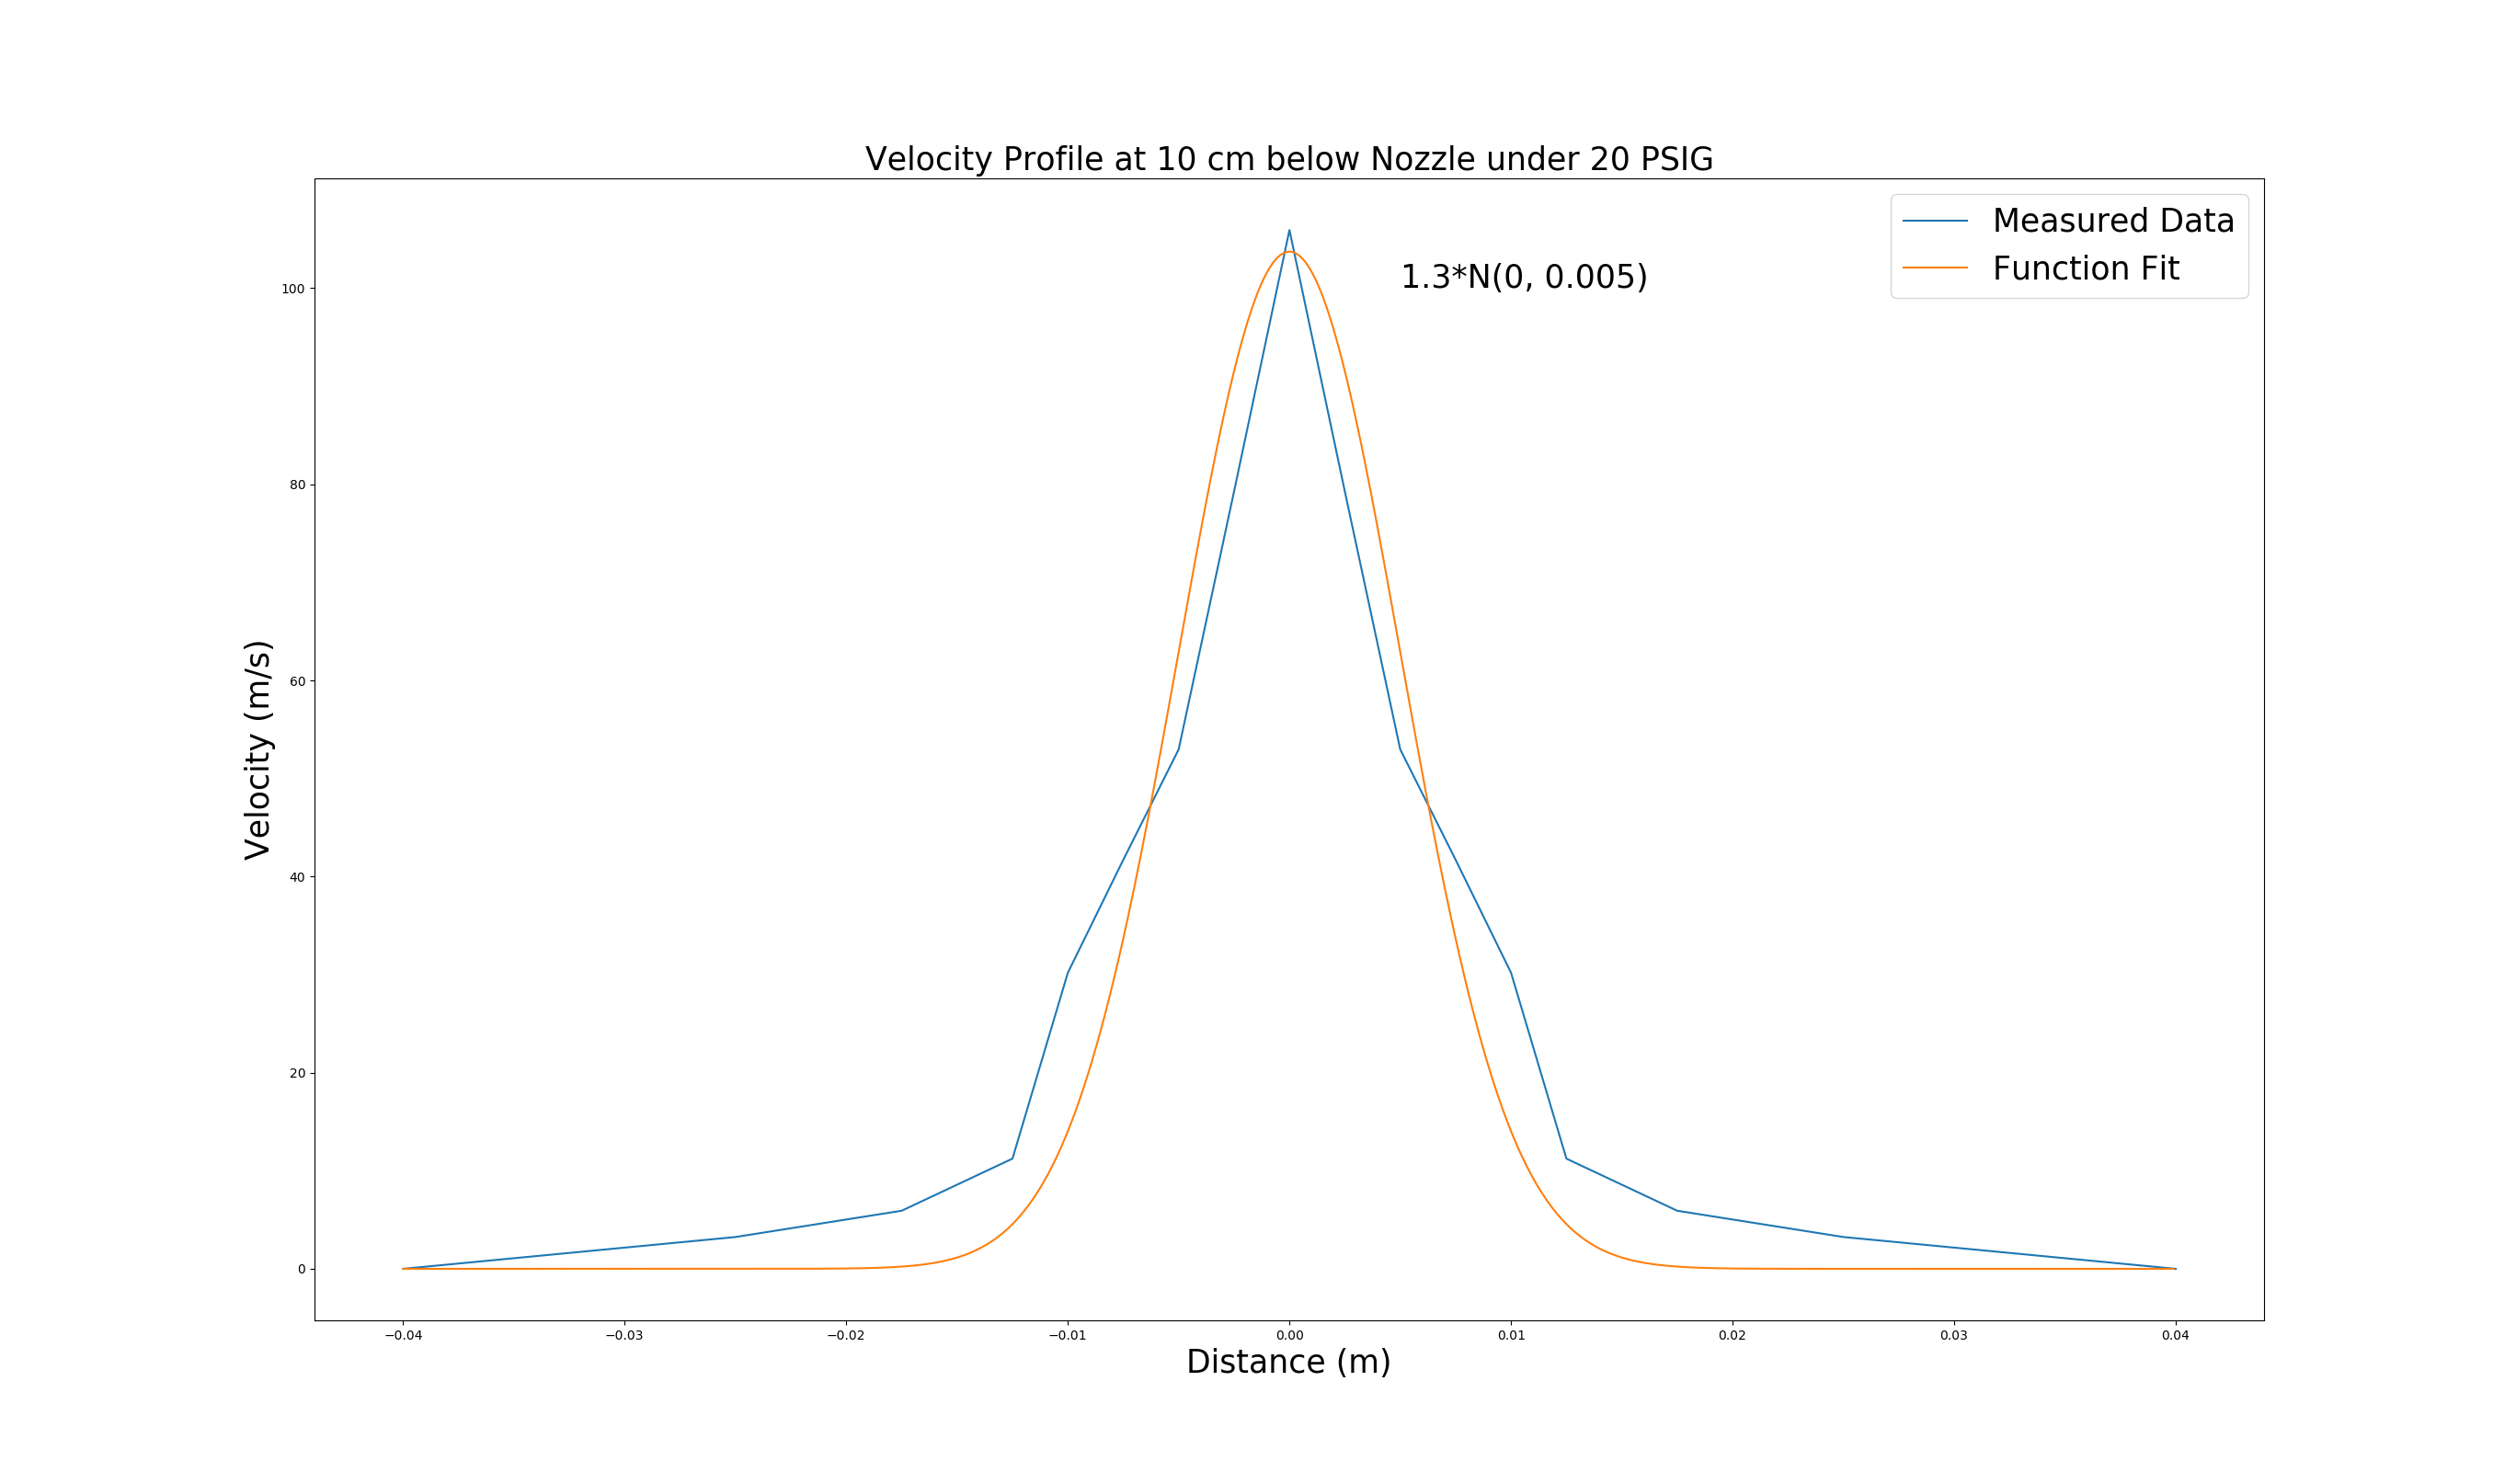 Velocity Profile at 10 cm below Nozzle under 20 PSIG
Measured Data
Function Fit
1.3*N(0, 0.005)
100
80
60
40
20
0
Velocity (m/s)
−0.04 −0.03 −0.02 −0.01 0.00 0.01 0.02 0.03 0.04
Distance (m)